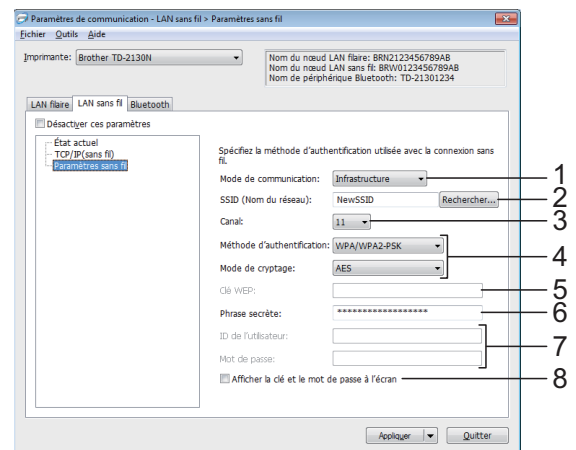 Paramètres de communication - LAN sans fil > Paramètres sans fil
Fichier Outils Aide
Imprimante: Brother TD-2130N
Nom du nœud LAN filaire: BRN2123456789AB
Nom du nœud LAN sans fil: BRW0123456789AB
Nom de périphérique Bluetooth: TD-21301234
LAN filaire LAN sans fil Bluetooth
Désactiver ces paramètres
État actuel
TCP/IP(sans fil)
Paramètres sans fil
Spécifiez la méthode d'authentification utilisée avec la connexion sans
fil.
Mode de communication: Infrastructure 1
SSID (Nom du réseau): NewSSID Rechercher... 2
Canal: 11 3
Méthode d'authentification: WPA/WPA2-PSK
4
Mode de cryptage: AES
Clé WEP: 5
Phrase secrète: ****************** 6
ID de l'utilisateur:
7
Mot de passe:
Afficher la clé et le mot de passe à l'écran 8
Appliquer Quitter